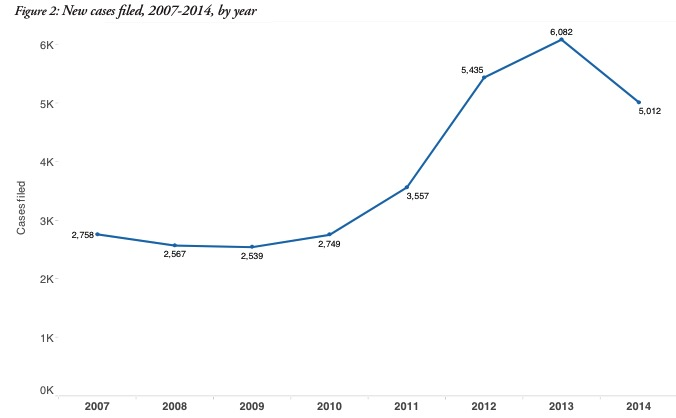 Figure 2: New cases filed, 2007-2014, by year
6K
5K
4K
3K
2K
1K
0K
Cases filed
2,758
2,567
2,539
2,749
3,557
5,435
6,082
5,012
2007 2008 2009 2010 2011 2012 2013 2014